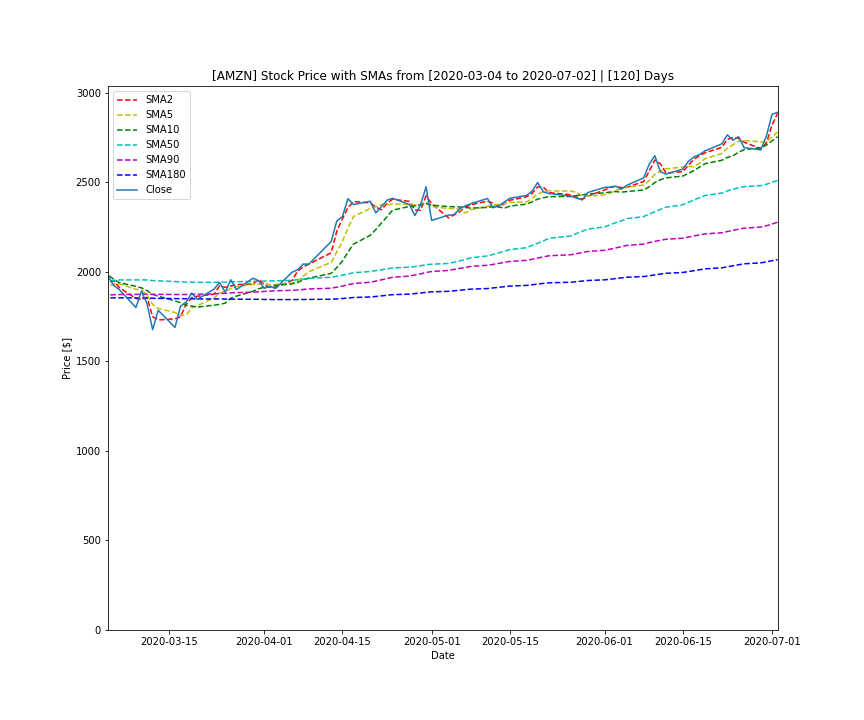 [AMZN] Stock Price with SMAs from [2020-03-04 to 2020-07-02] | [120] Days
SMA2
SMA5
SMA10
SMA50
SMA90
SMA180
Close
3000
2500
2000
1500
1000
500
0
Price [$]
2020-03-15
2020-04-01
2020-04-15
2020-05-01
2020-05-15
2020-06-01
2020-06-15
2020-07-01
Date